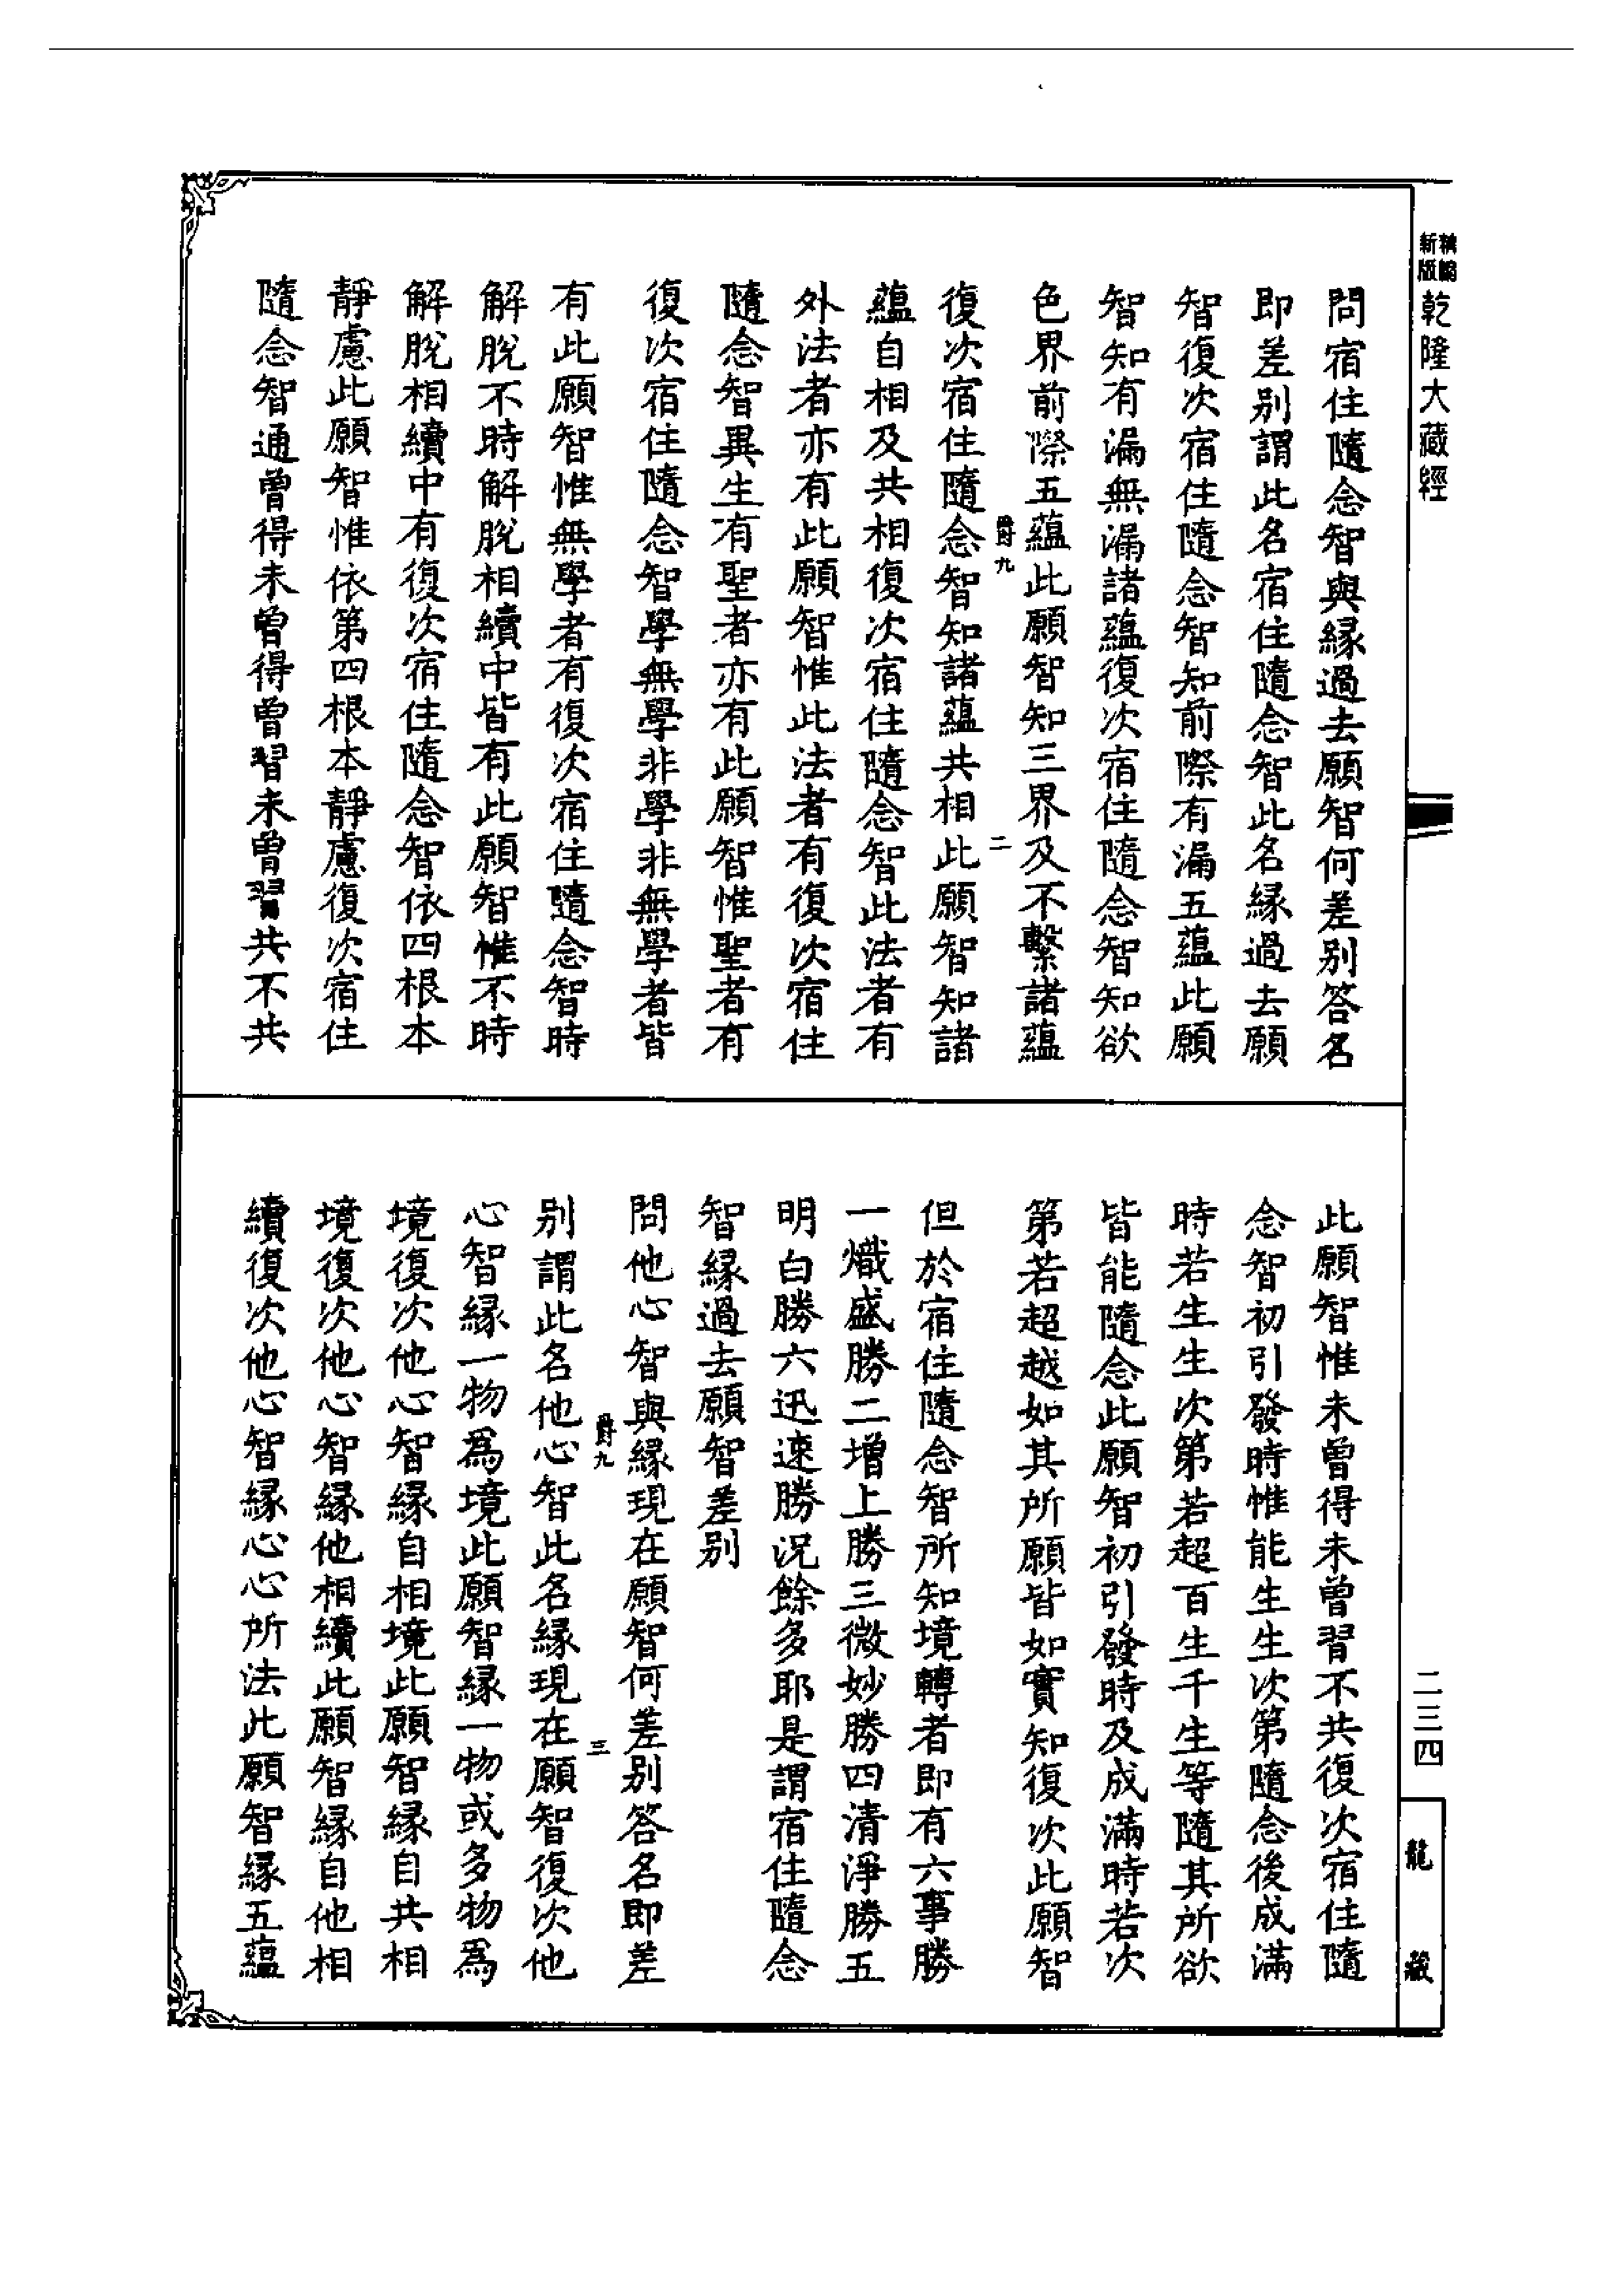 精編新版
乾隆大藏經
問宿住隨念智與緣過去願智何差別答名
即差別謂此名宿住隨念智此名緣過去願
智復次宿住隨念智知前際有漏五蘊此願
智知有漏無漏諸蘊復次宿住隨念智知欲
色界前際五蘊此願智知三界及不繫諸蘊
爵九
二
復次宿住隨念智知諸蘊共相此願智知諸
蘊自相及共相復次宿住隨念智此法者有
外法者亦有此願智惟此法者有復次宿住
隨念智異生有聖者亦有此願智惟聖者有
復次宿住隨念智學無學非學非無學者皆
有此願智惟無學者有復次宿住隨念智時
解脫不時解脫相續中皆有此願智惟不時
解脫相續中有復次宿住隨念智依四根本
靜慮此願智惟依第四根本靜慮復次宿住
隨念智通曾得未曾得曾習未曾習共不共
此願智惟未曾得未曾習不共復次宿住隨
念智初引發時惟能生生次第隨念後成滿
時若生生次第若超百生千生等隨其所欲
皆能隨念此願智初引發時及成滿時若次
第若超越如其所願皆如實知復次此願智
但於宿住隨念智所知境轉者即有六事勝
一熾盛勝二增上勝三微妙勝四清淨勝五
明白勝六迅速勝況餘多耶是謂宿住隨念
智緣過去願智差別
問他心智與緣現在願智何差別答名即差
爵九
三
別謂此名他心智此名緣現在願智復次他
心智緣一物為境此願智緣一物或多物為
境復次他心智緣自相境此願智緣自共相
境復次他心智緣他相續此願智緣自他相
續復次他心智緣心心所法此願智緣五蘊
二三四
龍藏